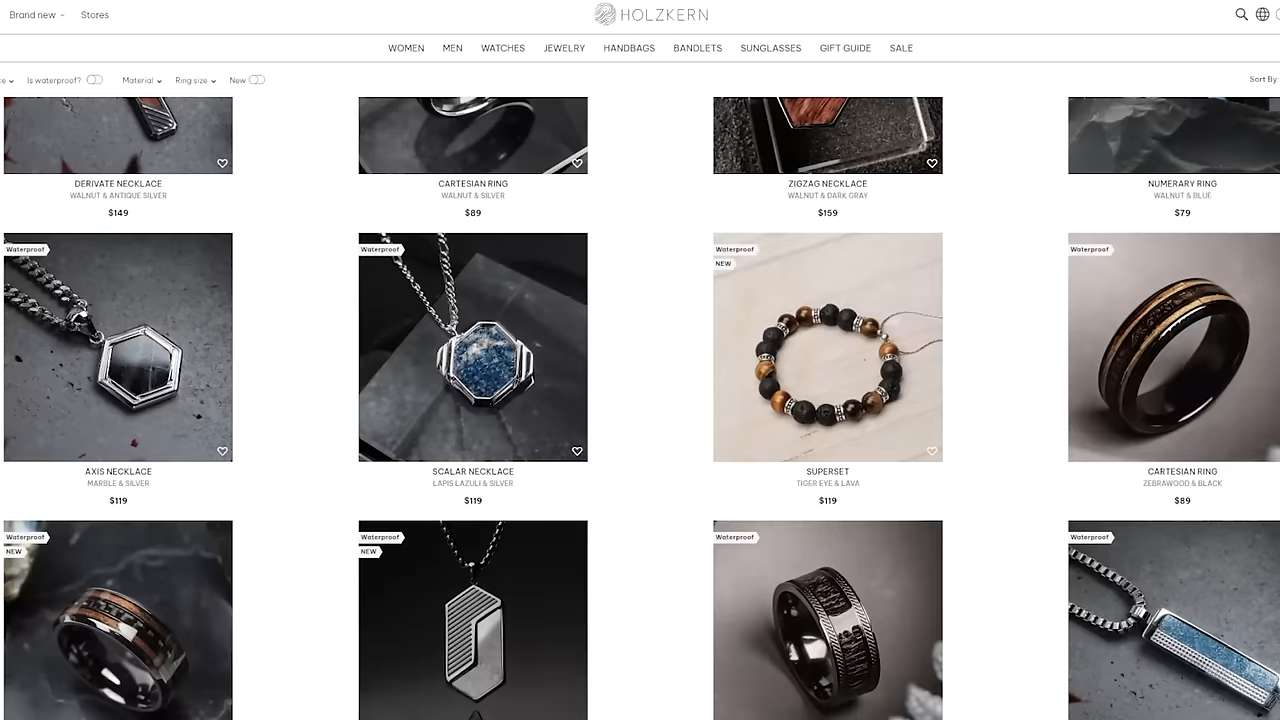 Brand new
Stores
HOLZKERN
WOMEN MEN WATCHES JEWELRY HANDBAGS BANDLETS SUNGLASSES GIFT GUIDE SALE
Is waterproof? Material Ring size New Sort By
DERIVATE NECKLACE
WALNUT & ANTIQUE SILVER
$149
CARTESIAN RING
WALNUT & SILVER
$89
ZIGZAG NECKLACE
WALNUT & DARK GRAY
$159
NUMERARY RING
WALNUT & BLUE
$79
Waterproof
AXIS NECKLACE
MARBLE & SILVER
$119
Waterproof
SCALAR NECKLACE
LAPIS LAZULI & SILVER
$119
Waterproof
NEW
SUPERSET
TIGER EYE & LAVA
$119
Waterproof
CARTESIAN RING
ZEBRAWOOD & BLACK
$89
Waterproof
NEW
Waterproof
NEW
Waterproof
Waterproof